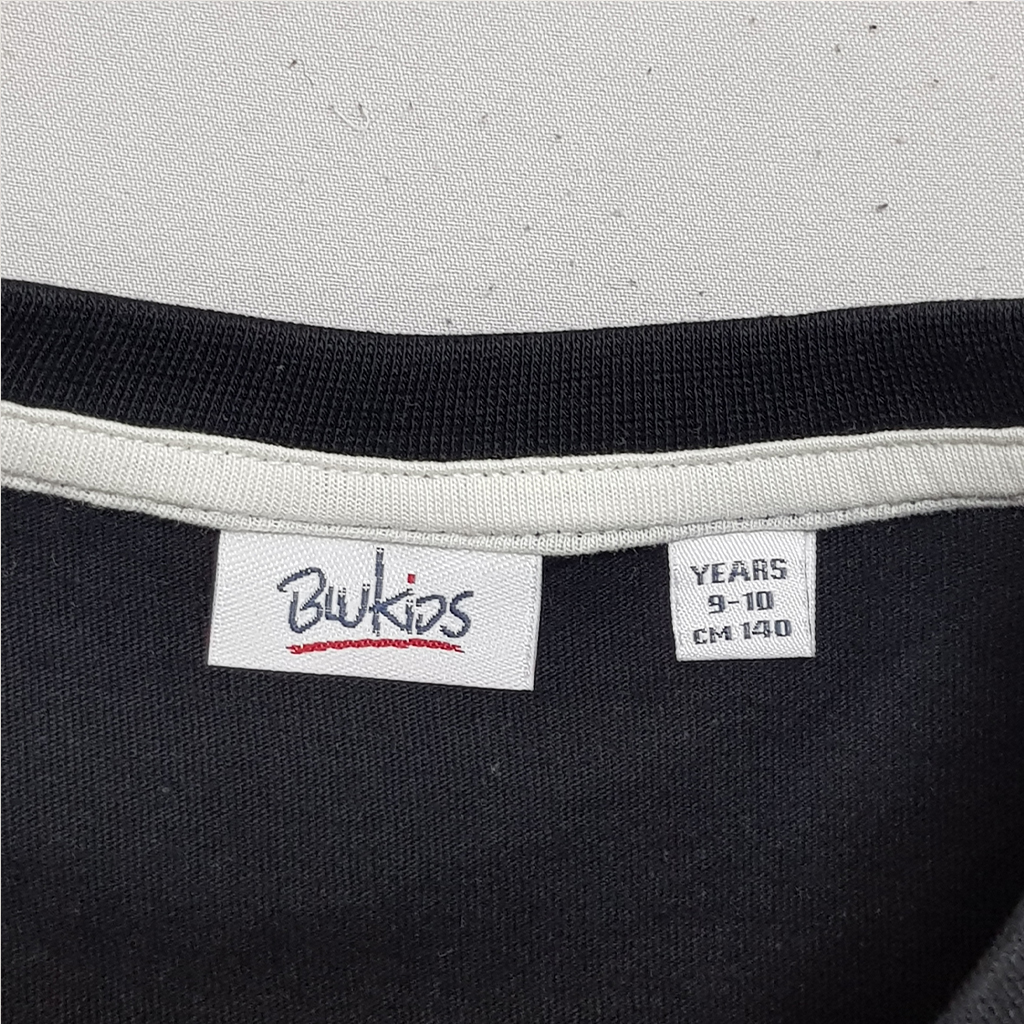 BluKids
YEARS
9-10
CM 140